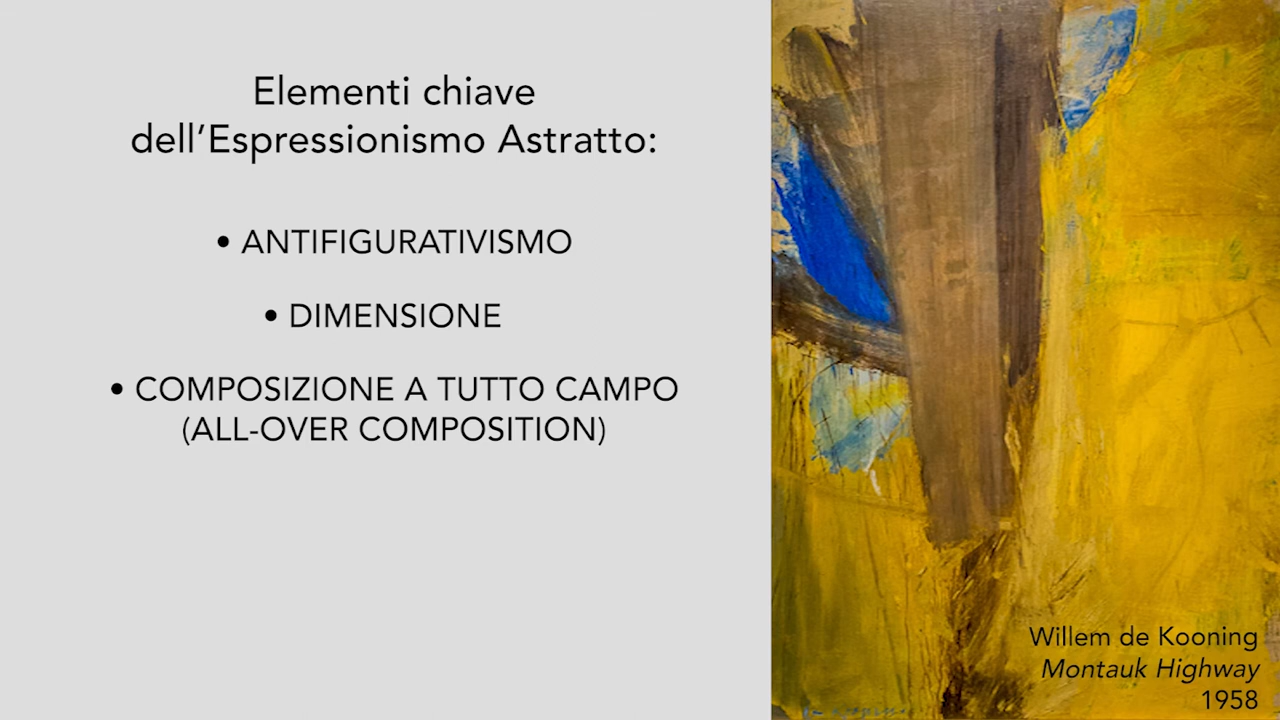 Elementi chiave
dell’Espressionismo Astratto:
• ANTIFIGURATIVISMO
• DIMENSIONE
• COMPOSIZIONE A TUTTO CAMPO
(ALL-OVER COMPOSITION)
Willem de Kooning
Montauk Highway
1958